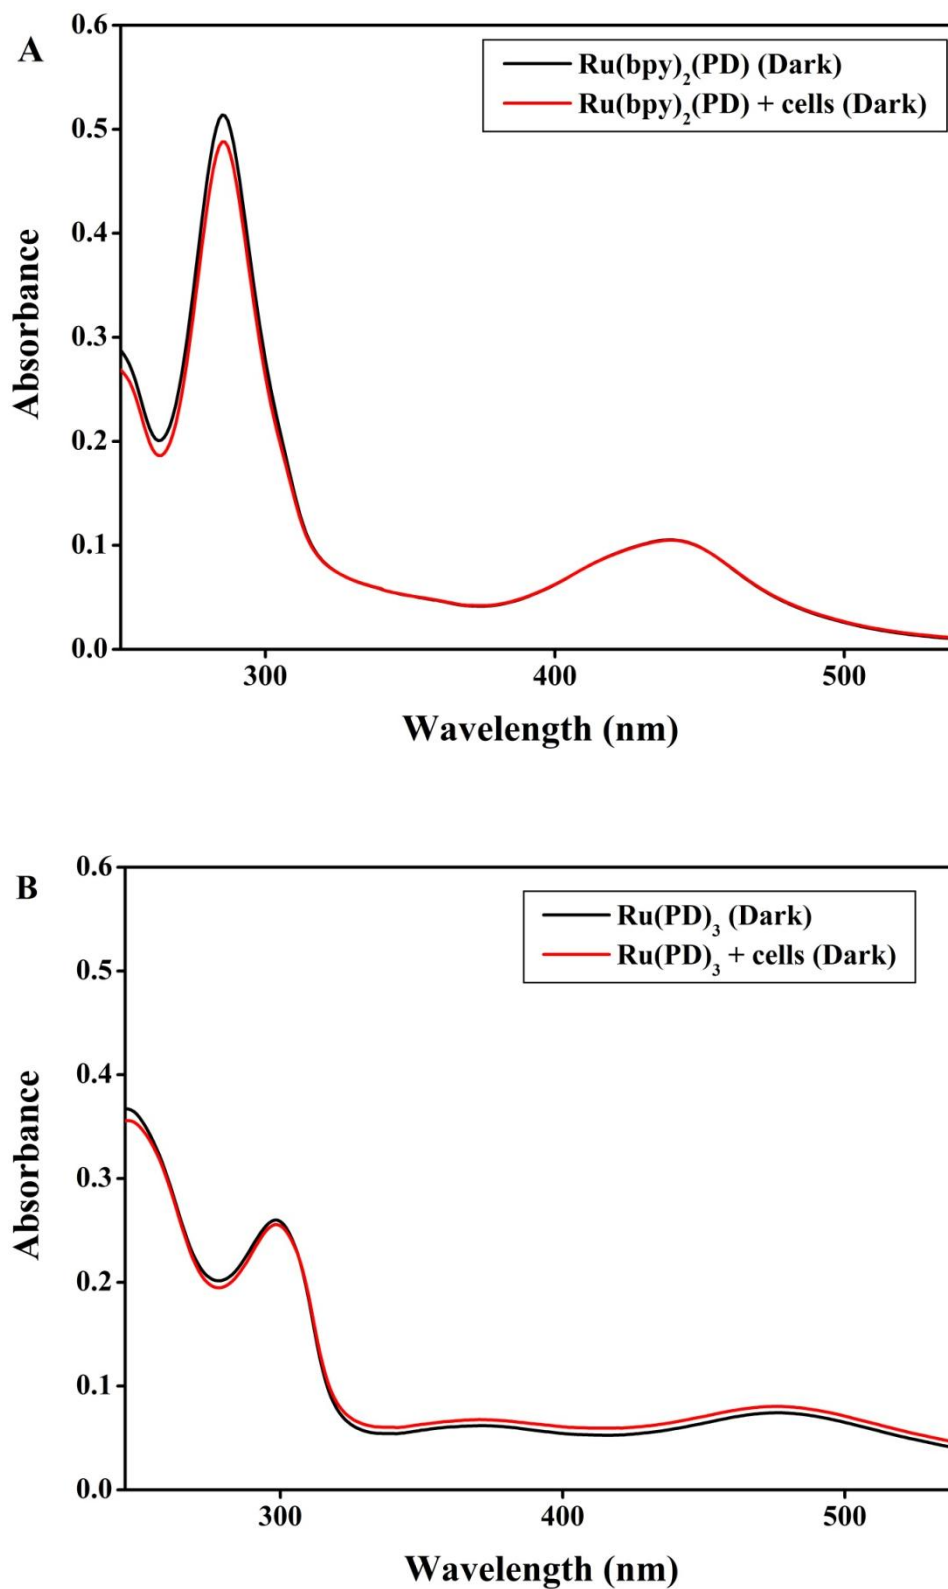 A
Ru(bpy)₂(PD) (Dark)
Ru(bpy)₂(PD) + cells (Dark)
0.6
0.5
0.4
0.3
0.2
0.1
0.0
Absorbance
300
400
500
Wavelength (nm)
B
Ru(PD)₃ (Dark)
Ru(PD)₃ + cells (Dark)
0.6
0.5
0.4
0.3
0.2
0.1
0.0
Absorbance
300
400
500
Wavelength (nm)